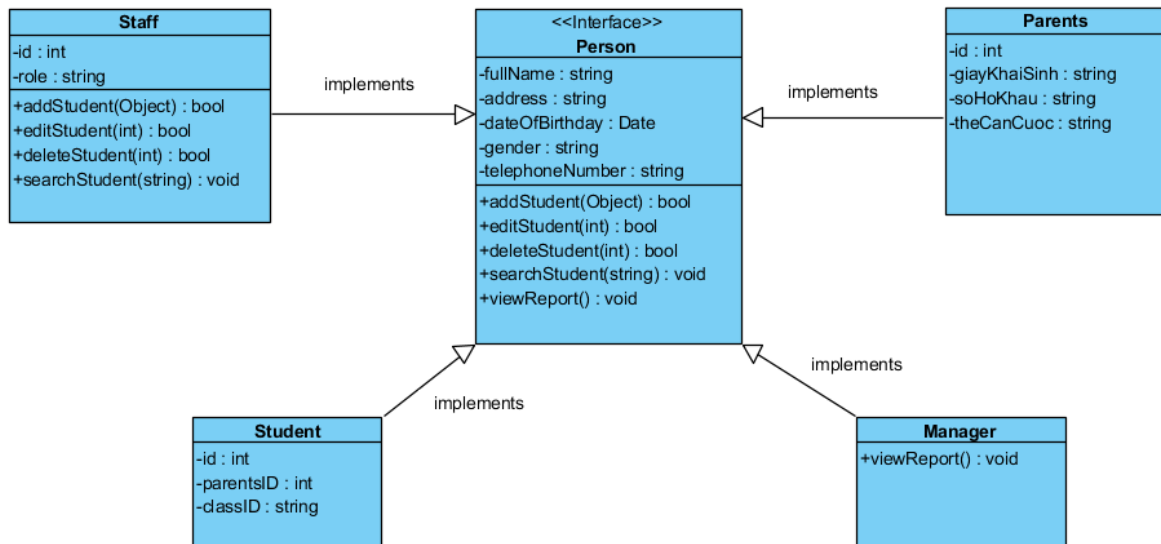 Staff
-id : int
-role : string
+addStudent(Object) : bool
+editStudent(int) : bool
+deleteStudent(int) : bool
+searchStudent(string) : void
implements
<<Interface>>
Person
-fullName : string
-address : string
-dateOfBirthday : Date
-gender : string
-telephoneNumber : string
+addStudent(Object) : bool
+editStudent(int) : bool
+deleteStudent(int) : bool
+searchStudent(string) : void
+viewReport() : void
implements
Parents
-id : int
-giayKhaiSinh : string
-soHoKhau : string
-theCanCuoc : string
implements
Student
-id : int
-parentsID : int
-classID : string
implements
Manager
+viewReport() : void